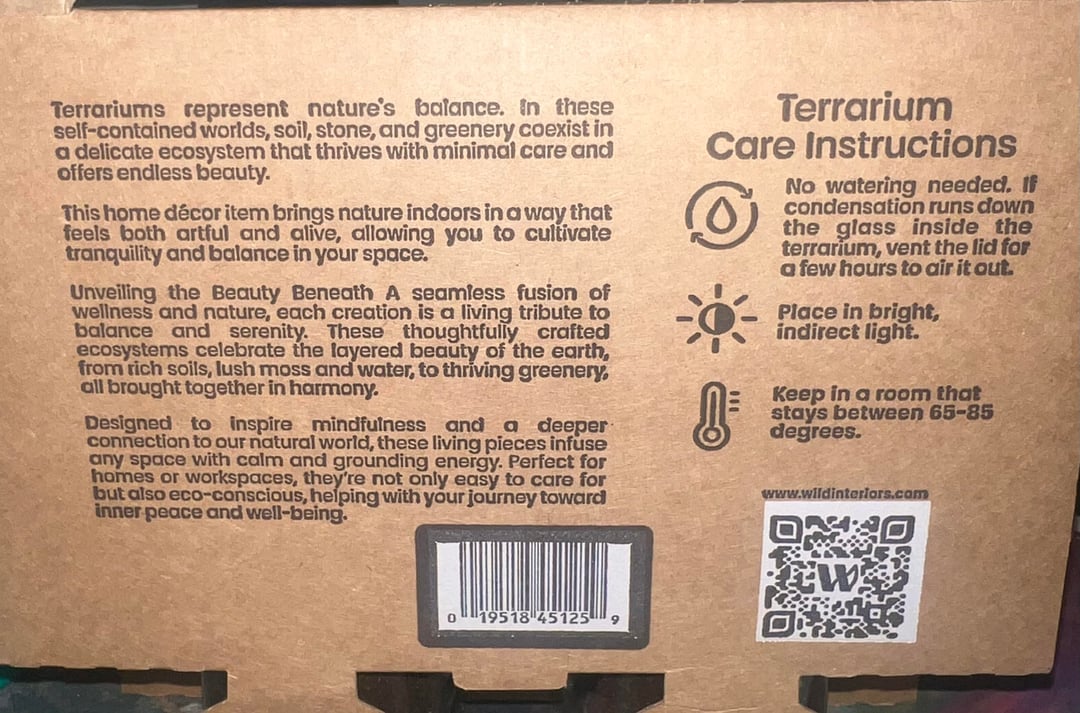 Terrariums represent nature's balance. In these
self-contained worlds, soil, stone, and greenery coexist in
a delicate ecosystem that thrives with minimal care and
offers endless beauty.
This home décor item brings nature indoors in a way that
feels both artful and alive, allowing you to cultivate
tranquility and balance in your space.
Unveiling the Beauty Beneath A seamless fusion of
wellness and nature, each creation is a living tribute to
balance and serenity. These thoughtfully crafted
ecosystems celebrate the layered beauty of the earth,
from rich soils, lush moss and water, to thriving greenery,
all brought together in harmony.
Designed to inspire mindfulness and a deeper
connection to our natural world, these living pieces infuse
any space with calm and grounding energy. Perfect for
homes or workspaces, they're not only easy to care for
but also eco-conscious, helping with your journey toward
inner peace and well-being.
0 19518 45125 9
Terrarium
Care Instructions
No watering needed. If
condensation runs down
the glass inside the
terrarium, vent the lid for
a few hours to air it out.
Place in bright,
indirect light.
Keep in a room that
stays between 65-85
degrees.
www.wildinteriors.com
W